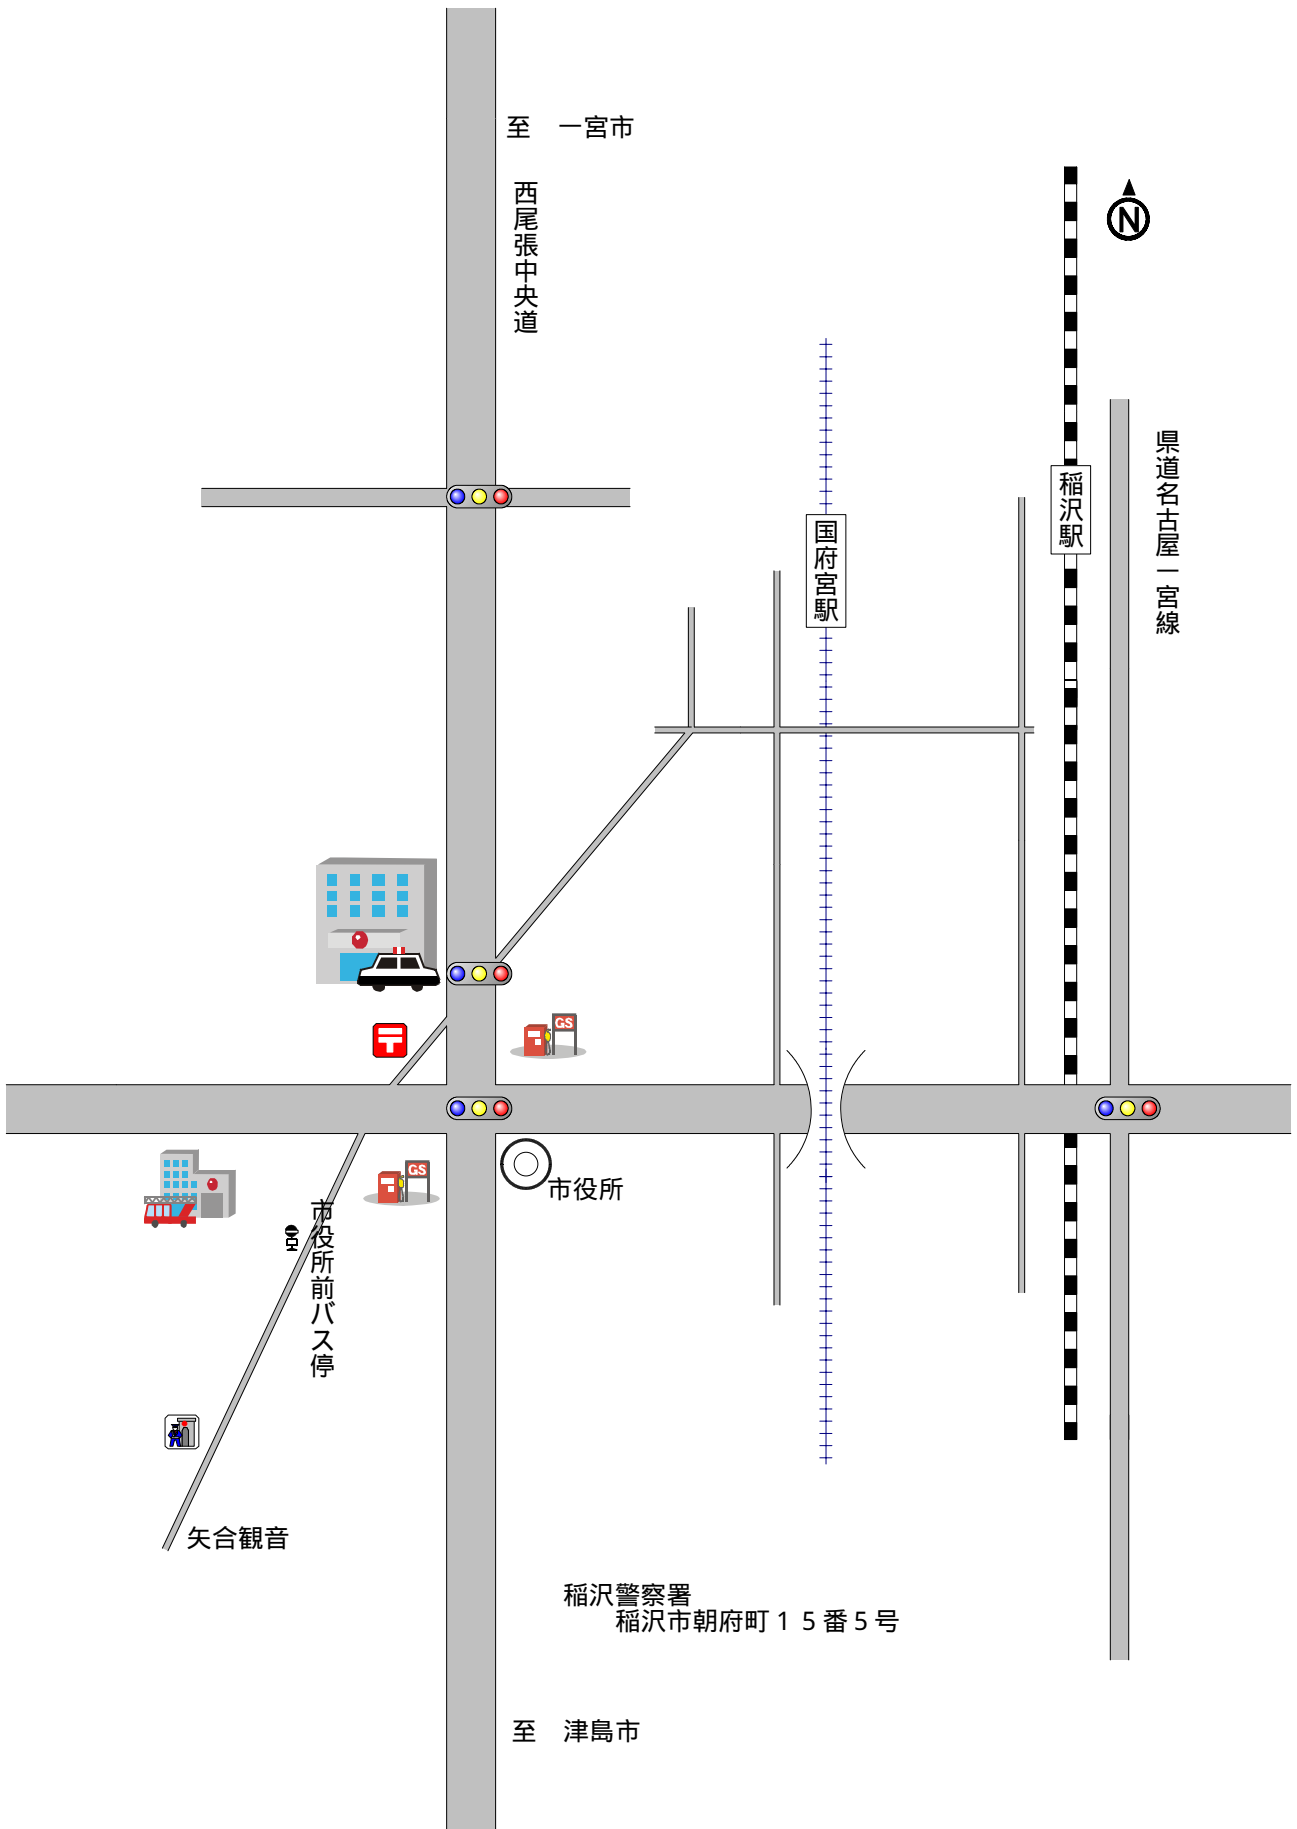 至　一宮市
西尾張中央道
N
県道名古屋一宮線
稲沢駅
国府宮駅
GS
GS
市役所
市役所前バス停
矢合観音
稲沢警察署
稲沢市朝府町１５番５号
至　津島市